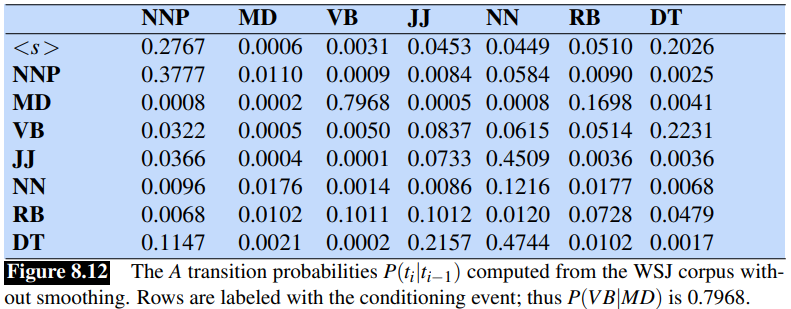 NNP MD VB JJ NN RB DT
<s> 0.2767 0.0006 0.0031 0.0453 0.0449 0.0510 0.2026
NNP 0.3777 0.0110 0.0009 0.0084 0.0584 0.0090 0.0025
MD 0.0008 0.0002 0.7968 0.0005 0.0008 0.1698 0.0041
VB 0.0322 0.0005 0.0050 0.0837 0.0615 0.0514 0.2231
JJ 0.0366 0.0004 0.0001 0.0733 0.4509 0.0036 0.0036
NN 0.0096 0.0176 0.0014 0.0086 0.1216 0.0177 0.0068
RB 0.0068 0.0102 0.1011 0.1012 0.0120 0.0728 0.0479
DT 0.1147 0.0021 0.0002 0.2157 0.4744 0.0102 0.0017
Figure 8.12 The A transition probabilities P(tᵢ|tᵢ₋₁) computed from the WSJ corpus with-
out smoothing. Rows are labeled with the conditioning event; thus P(VB|MD) is 0.7968.